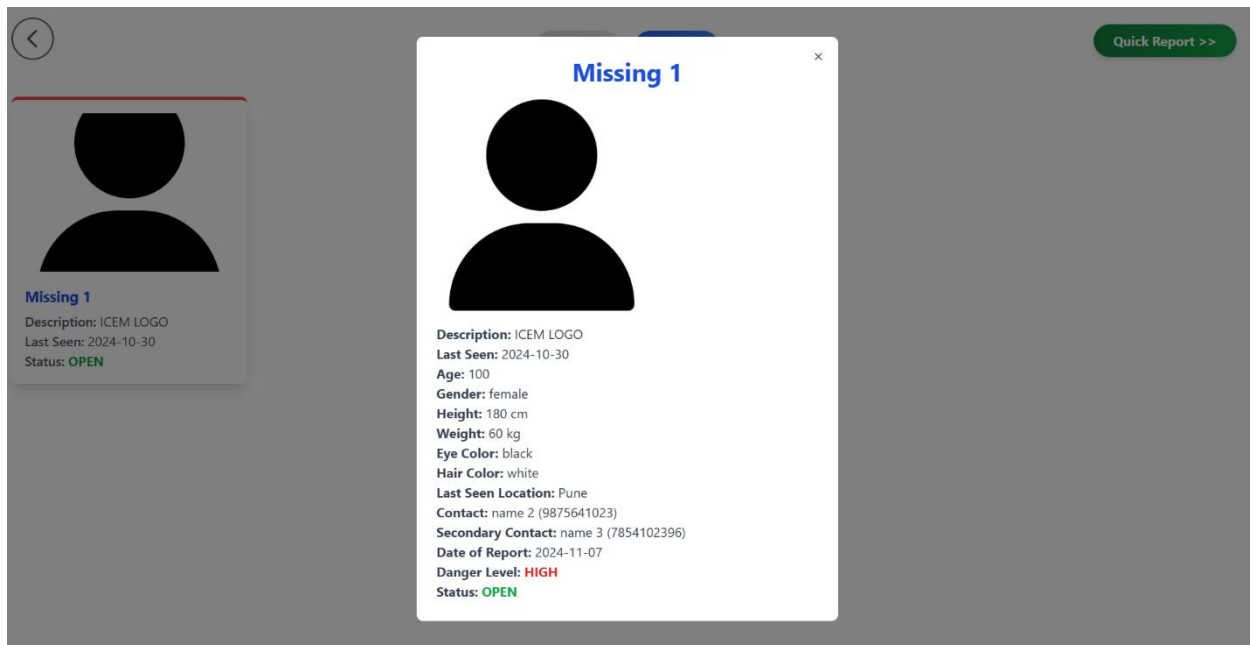 Quick Report >>
×
Missing 1
Description: ICEM LOGO
Last Seen: 2024-10-30
Age: 100
Gender: female
Height: 180 cm
Weight: 60 kg
Eye Color: black
Hair Color: white
Last Seen Location: Pune
Contact: name 2 (9875641023)
Secondary Contact: name 3 (7854102396)
Date of Report: 2024-11-07
Danger Level: HIGH
Status: OPEN
Missing 1
Description: ICEM LOGO
Last Seen: 2024-10-30
Status: OPEN